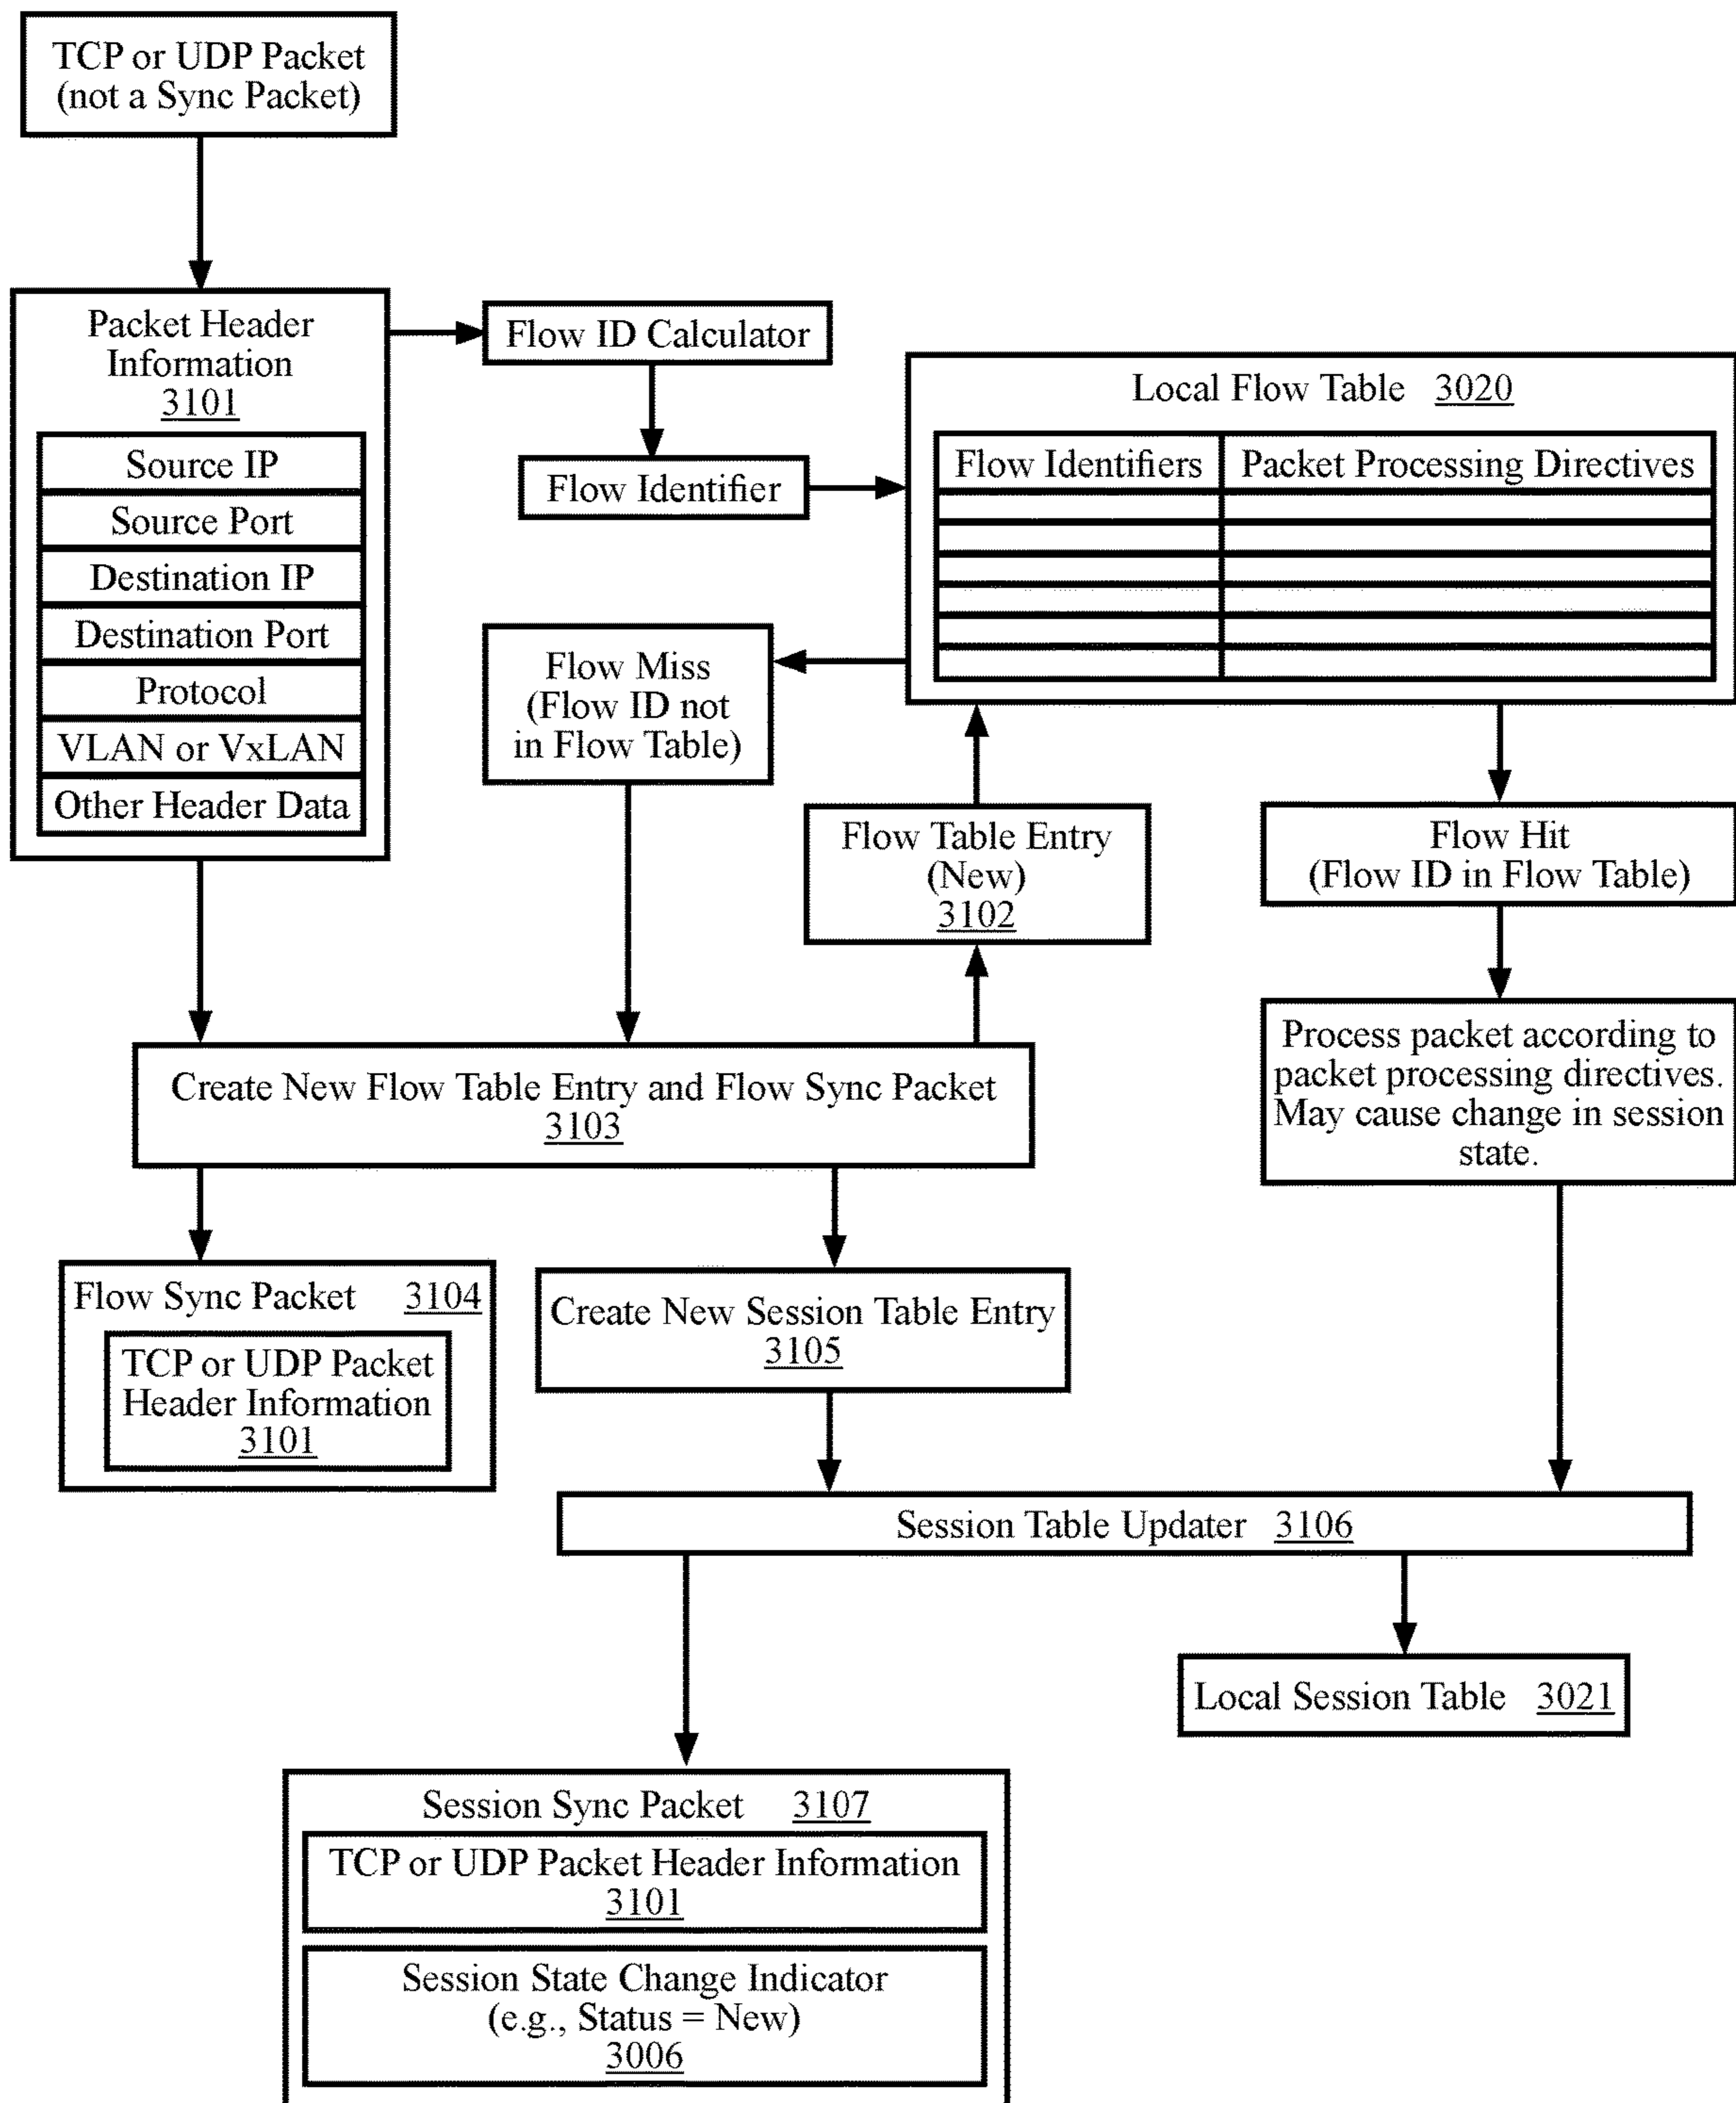 TCP or UDP Packet
(not a Sync Packet)
Packet Header
Information
3101
Source IP
Source Port
Destination IP
Destination Port
Protocol
VLAN or VxLAN
Other Header Data
Flow ID Calculator
Flow Identifier
Local Flow Table 3020
Flow Identifiers Packet Processing Directives
Flow Miss
(Flow ID not
in Flow Table)
Flow Table Entry
(New)
3102
Flow Hit
(Flow ID in Flow Table)
Process packet according to
packet processing directives.
May cause change in session
state.
Create New Flow Table Entry and Flow Sync Packet
3103
Flow Sync Packet 3104
TCP or UDP Packet
Header Information
3101
Create New Session Table Entry
3105
Session Table Updater 3106
Local Session Table 3021
Session Sync Packet 3107
TCP or UDP Packet Header Information
3101
Session State Change Indicator
(e.g., Status = New)
3006